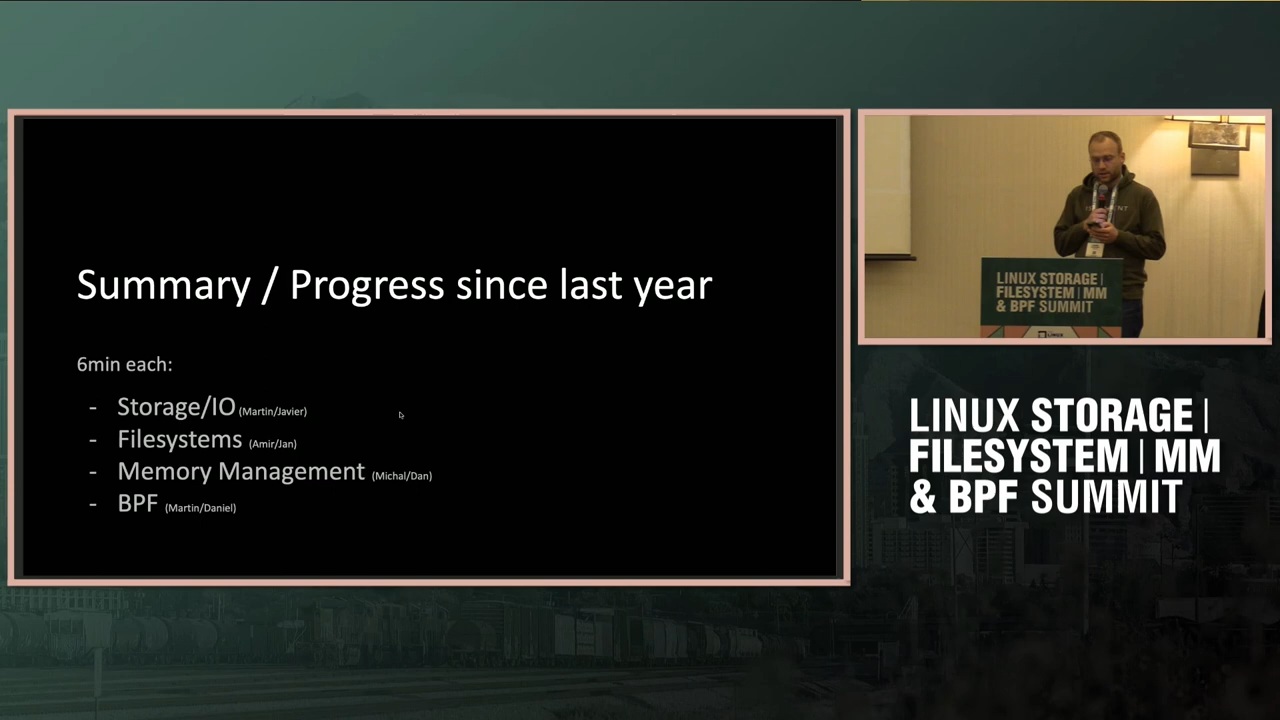 Summary / Progress since last year
6min each:
- Storage/IO (Martin/Javier)
- Filesystems (Amir/Jan)
- Memory Management (Michal/Dan)
- BPF (Martin/Daniel)
LINUX STORAGE |
FILESYSTEM | MM
& BPF SUMMIT
LINUX
LINUX STORAGE |
FILESYSTEM | MM
& BPF SUMMIT